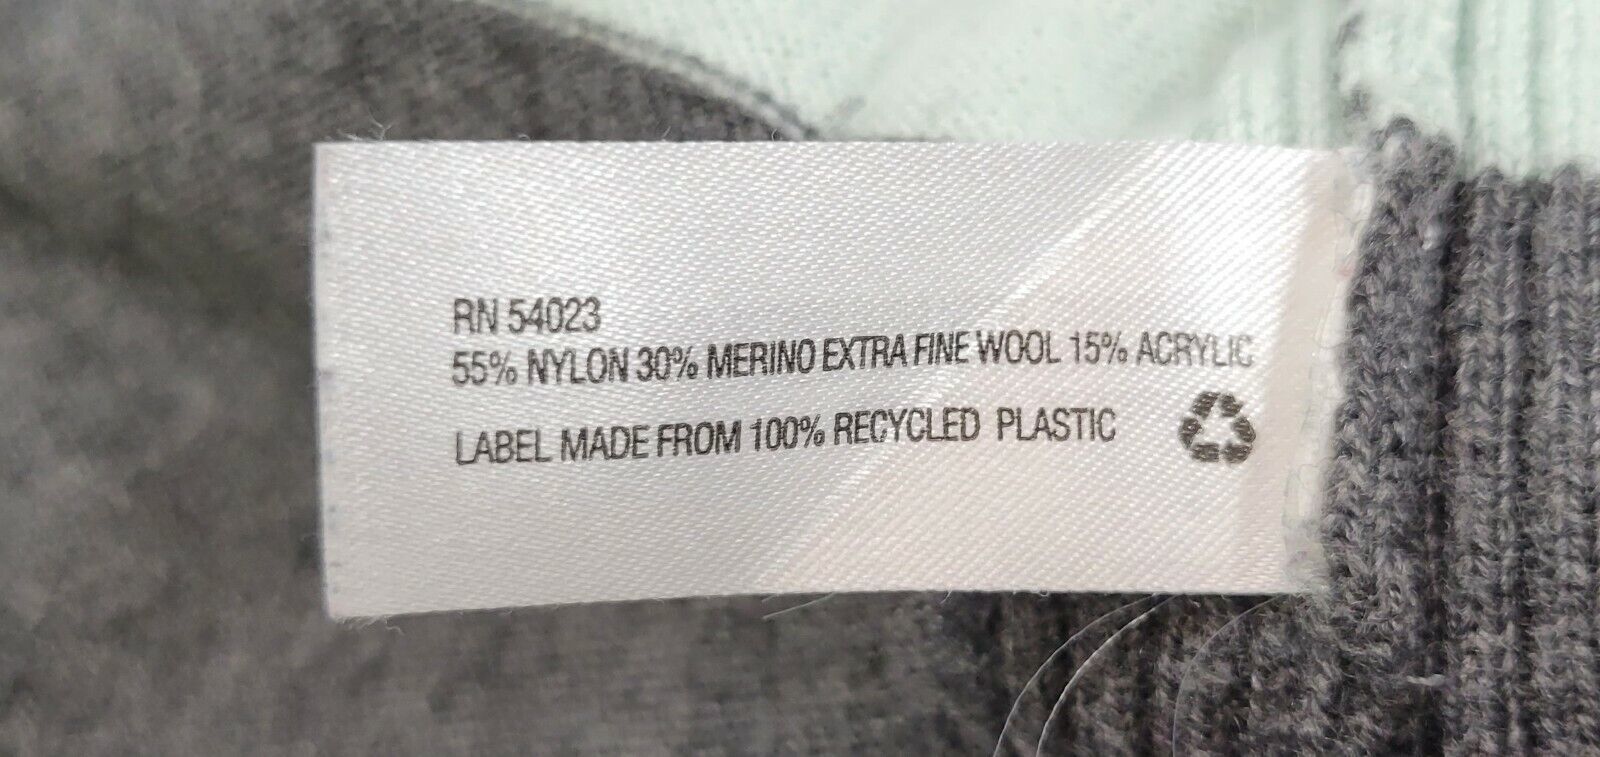 RN 54023
55% NYLON 30% MERINO EXTRA FINE WOOL 15% ACRYLIC
LABEL MADE FROM 100% RECYCLED PLASTIC